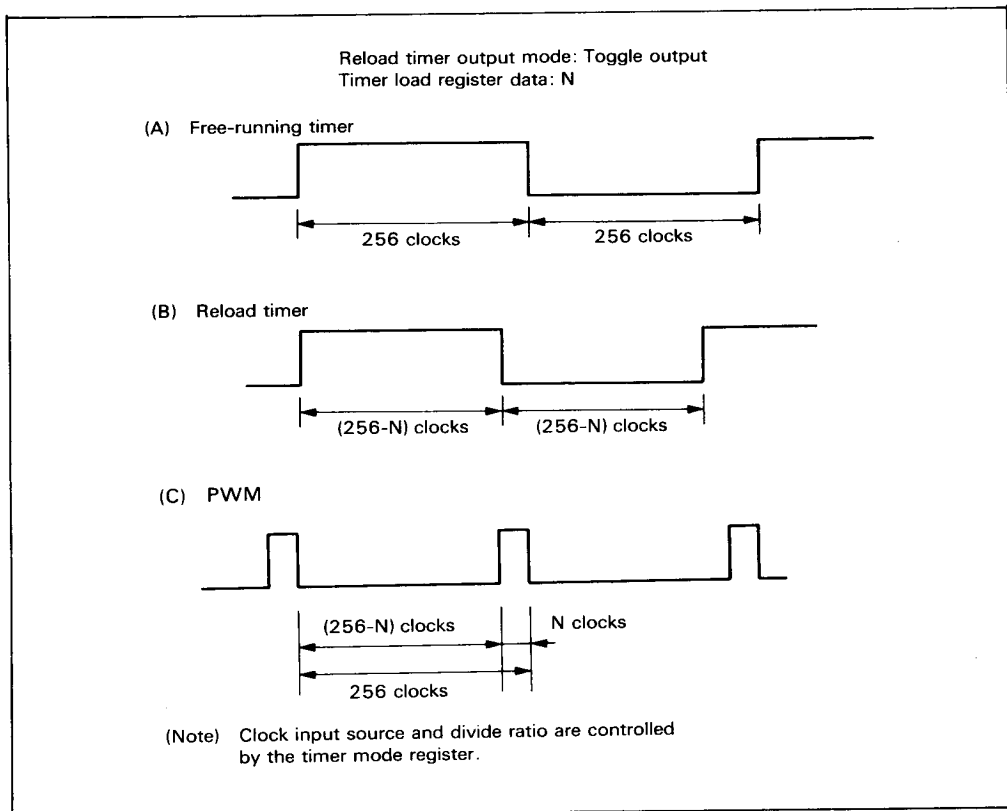 Reload timer output mode: Toggle output
Timer load register data: N
(A) Free-running timer
256 clocks
256 clocks
(B) Reload timer
(256-N) clocks
(256-N) clocks
(C) PWM
(256-N) clocks
N clocks
256 clocks
(Note) Clock input source and divide ratio are controlled
by the timer mode register.